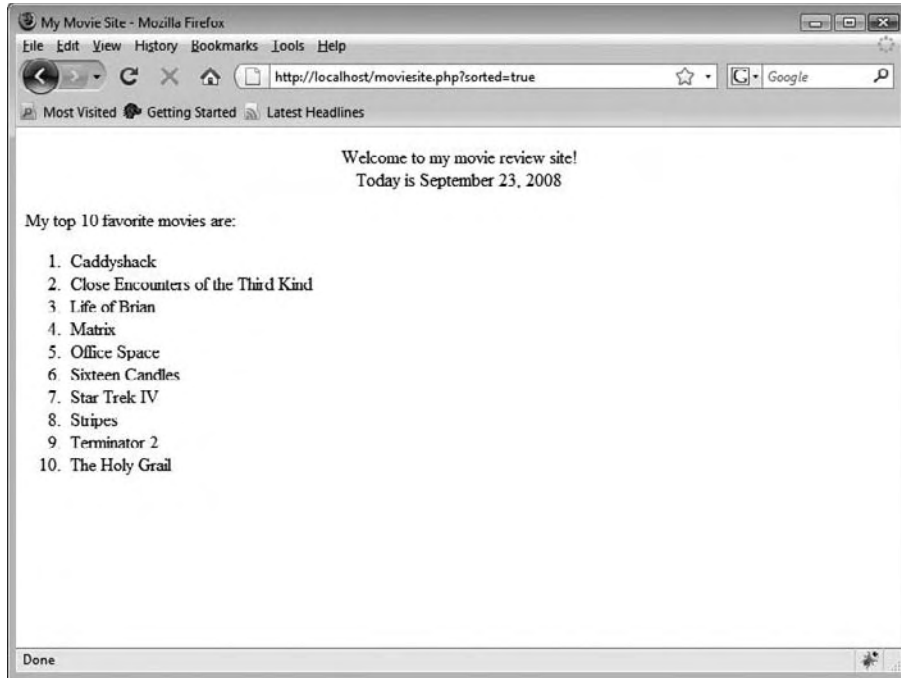 My Movie Site - Mozilla Firefox
File Edit View History Bookmarks Tools Help
http://localhost/moviesite.php?sorted=true
G Google
Most Visited Getting Started Latest Headlines
Welcome to my movie review site!
Today is September 23, 2008
My top 10 favorite movies are:
1. Caddyshack
2. Close Encounters of the Third Kind
3. Life of Brian
4. Matrix
5. Office Space
6. Sixteen Candles
7. Star Trek IV
8. Stripes
9. Terminator 2
10. The Holy Grail
Done